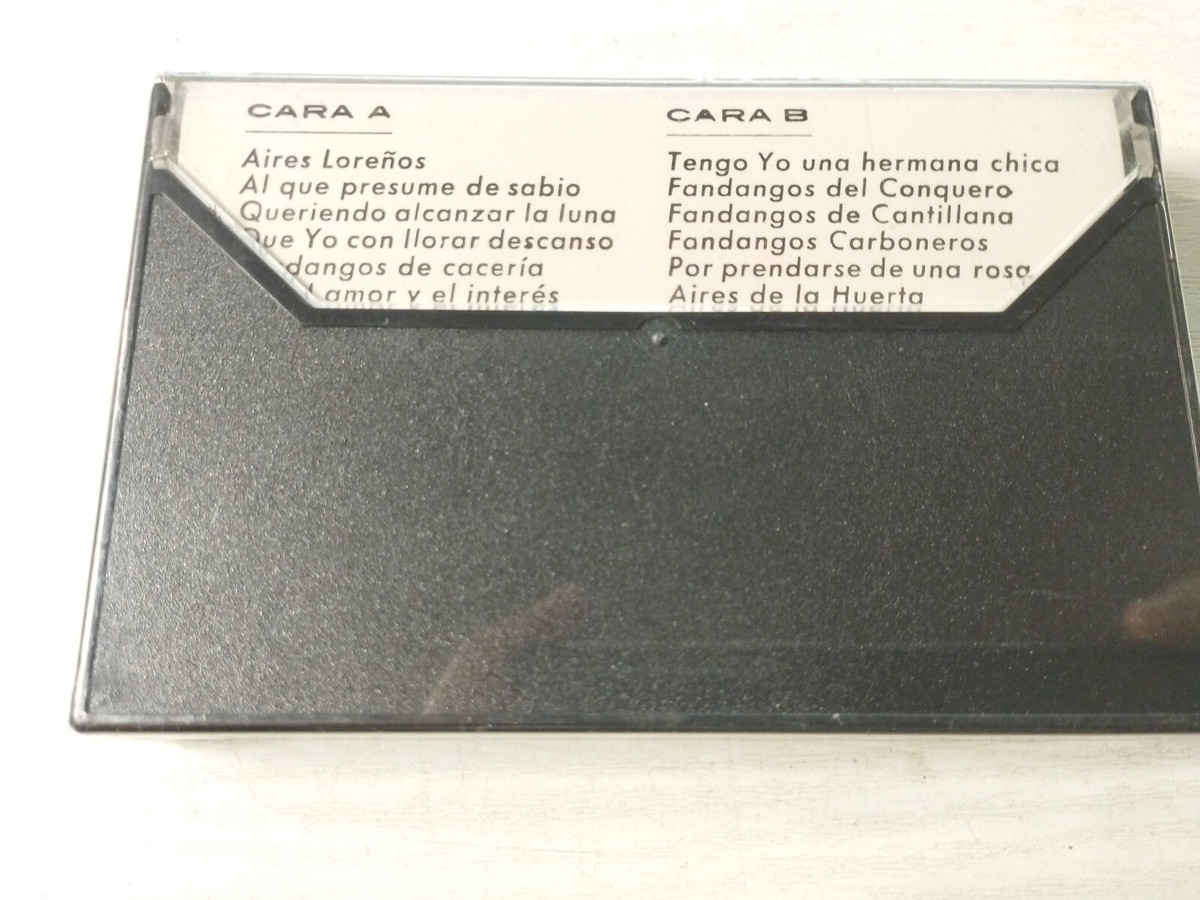 CARA A
Aires Loreños
Al que presume de sabio
Queriendo alcanzar la luna
Que Yo con llorar descanso
dangos de cacería
amor y el interés
CARA B
Tengo Yo una hermana chica
Fandangos del Conquero
Fandangos de Cantillana
Fandangos Carboneros
Por prendarse de una rosa
Aires de la Huerta